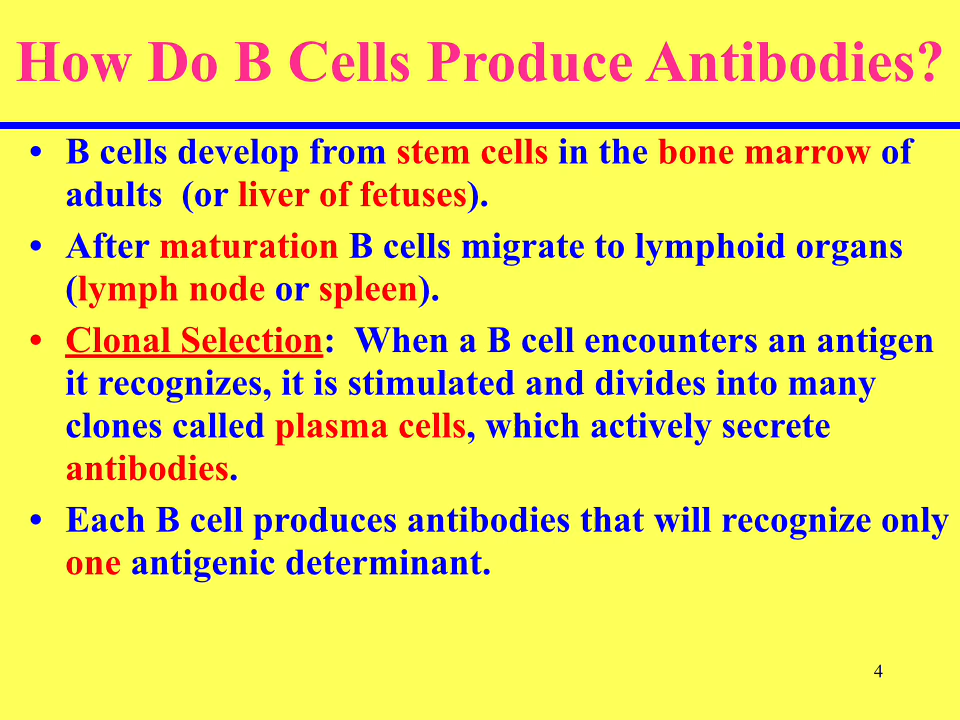 How Do B Cells Produce Antibodies?
• B cells develop from stem cells in the bone marrow of
adults  (or liver of fetuses).
• After maturation B cells migrate to lymphoid organs
(lymph node or spleen).
• Clonal Selection:  When a B cell encounters an antigen
it recognizes, it is stimulated and divides into many
clones called plasma cells, which actively secrete
antibodies.
• Each B cell produces antibodies that will recognize only
one antigenic determinant.
4